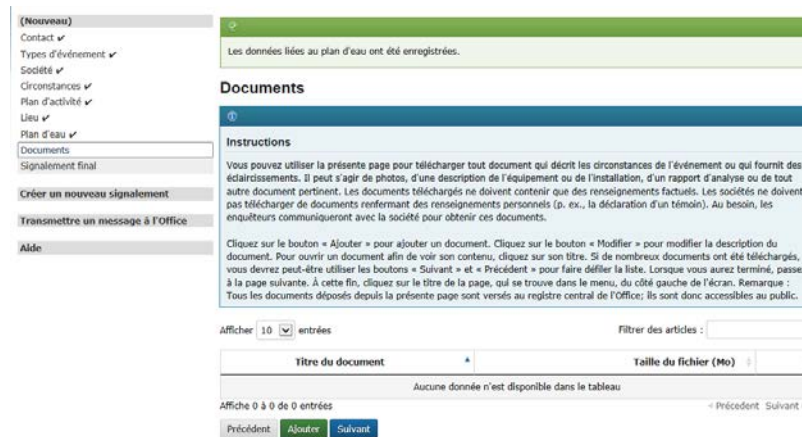 (Nouveau)
Contact ✔
Types d'événement ✔
Société ✔
Circonstances ✔
Plan d'activité ✔
Lieu ✔
Plan d'eau ✔
Documents
Signalement final
Créer un nouveau signalement
Transmettre un message à l'Office
Aide
Les données liées au plan d'eau ont été enregistrées.
Documents
Instructions
Vous pouvez utiliser la présente page pour télécharger tout document qui décrit les circonstances de l'événement ou qui fournit des
éclaircissements. Il peut s'agir de photos, d'une description de l'équipement ou de l'installation, d'un rapport d'analyse ou de tout
autre document pertinent. Les documents téléchargés ne doivent contenir que des renseignements factuels. Les sociétés ne doivent
pas télécharger de documents renfermant des renseignements personnels (p. ex., la déclaration d'un témoin). Au besoin, les
enquêteurs communiqueront avec la société pour obtenir ces documents.
Cliquez sur le bouton « Ajouter » pour ajouter un document. Cliquez sur le bouton « Modifier » pour modifier la description du
document. Pour ouvrir un document afin de voir son contenu, cliquez sur son titre. Si de nombreux documents ont été téléchargés,
vous devrez peut-être utiliser les boutons « Suivant » et « Précédent » pour faire défiler la liste. Lorsque vous aurez terminé, passe
à la page suivante. À cette fin, cliquez sur le titre de la page, qui se trouve dans le menu, du côté gauche de l'écran. Remarque :
Tous les documents déposés depuis la présente page sont versés au registre central de l'Office; ils sont donc accessibles au public.
Afficher 10 entrées Filtrer des articles :
Titre du document Taille du fichier (Mo)
Aucune donnée n'est disponible dans le tableau
Affiche 0 à 0 de 0 entrées Précedent Suivant
Précédent Ajouter Suivant